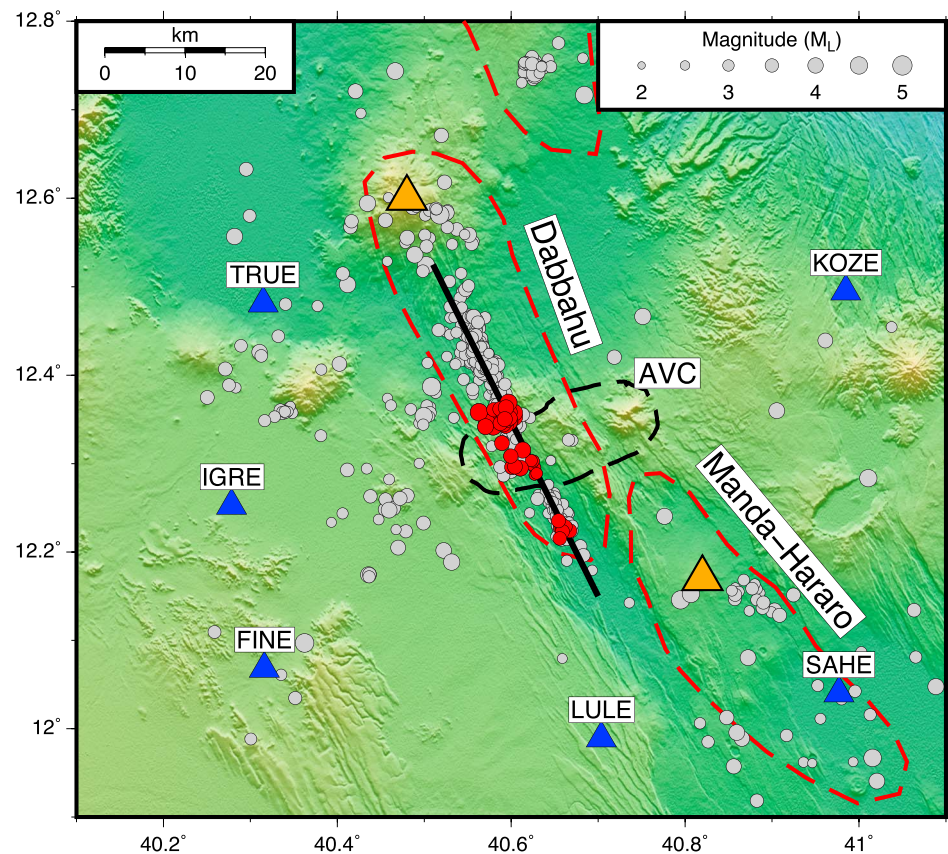 12.8°
km
0 10 20
Magnitude (M_L)
2 3 4 5
12.6°
Dabbahu
TRUE
KOZE
12.4°
AVC
IGRE
Manda–Hararo
12.2°
FINE
SAHE
LULE
12°
40.2° 40.4° 40.6° 40.8° 41°